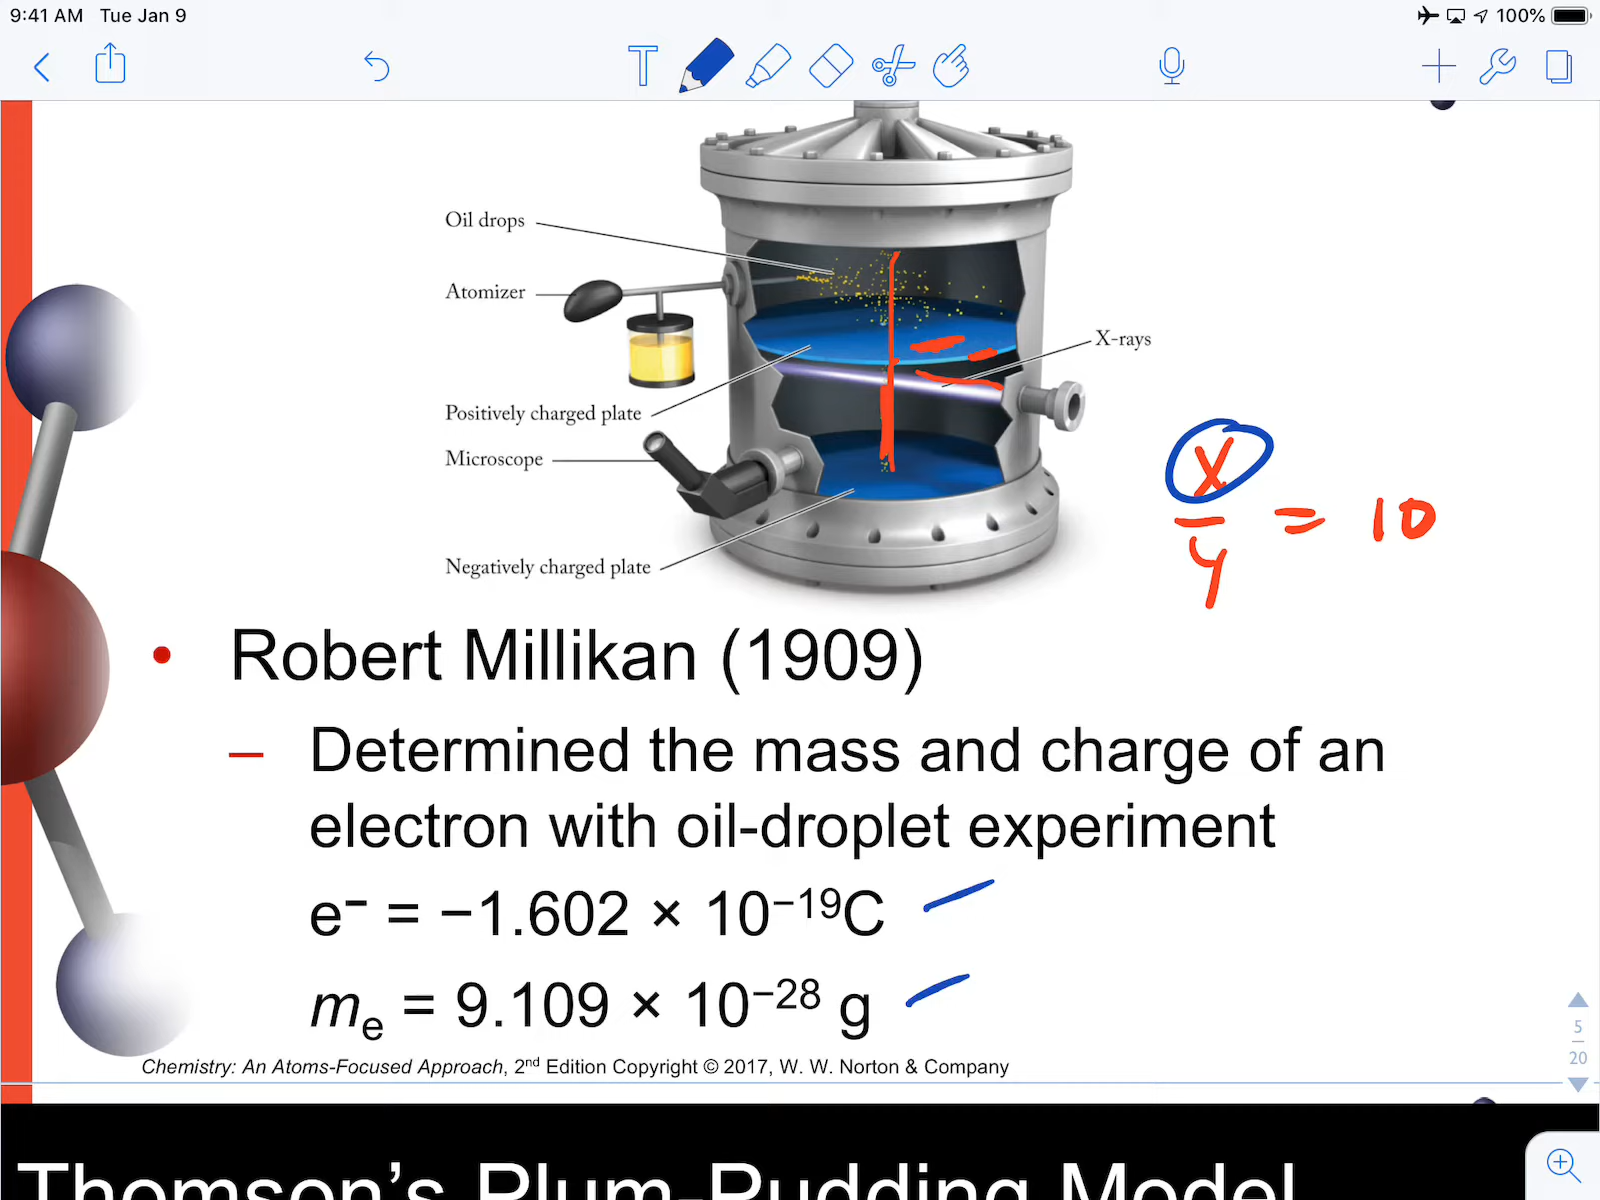 9:41 AM Tue Jan 9
100%
T
Oil drops
Atomizer
X-rays
Positively charged plate
Microscope
Negatively charged plate
x
y
= 10
• Robert Millikan (1909)
– Determined the mass and charge of an
electron with oil-droplet experiment
e⁻ = −1.602 × 10⁻¹⁹C
mₑ = 9.109 × 10⁻²⁸ g
Chemistry: An Atoms-Focused Approach, 2ⁿᵈ Edition Copyright © 2017, W. W. Norton & Company
5
20
Thomson’s Plum-Pudding Model